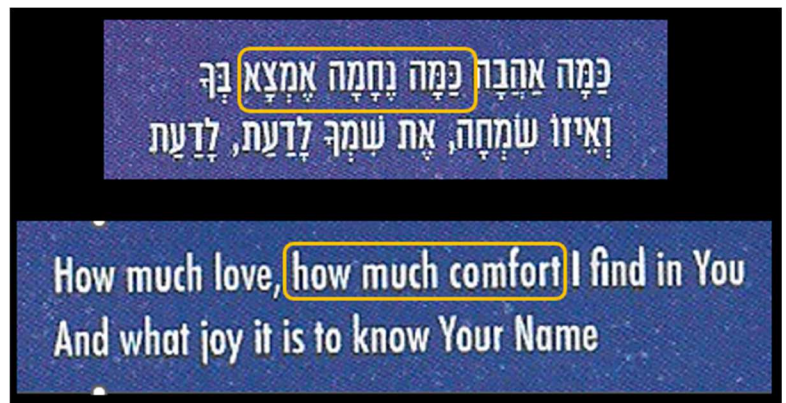 כַּמָּה אַהֲבָה כַּמָּה נֶחָמָה אֶמְצָא בְּךָ
וְאֵיזוֹ שִׂמְחָה, אֶת שִׁמְךָ לָדַעַת, לָדַעַת
How much love, how much comfort I find in You
And what joy it is to know Your Name